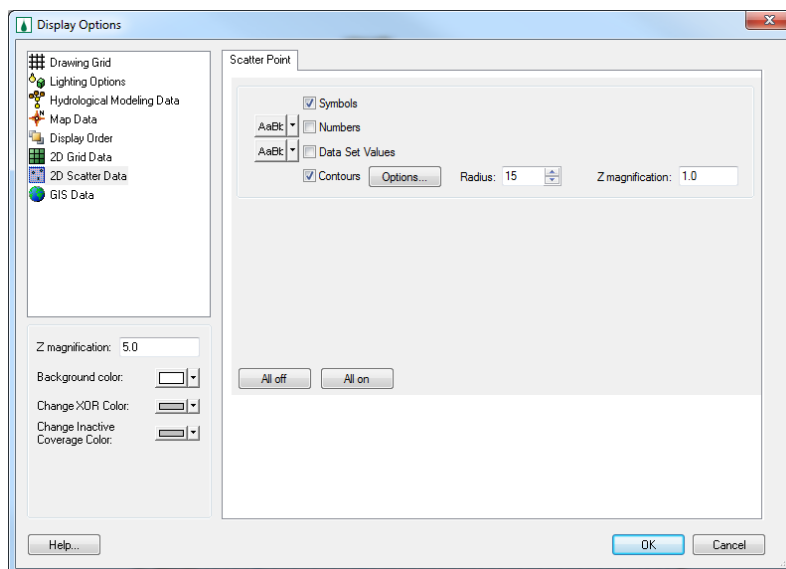 Display Options
Drawing Grid
Lighting Options
Hydrological Modeling Data
Map Data
Display Order
2D Grid Data
2D Scatter Data
GIS Data
Z magnification: 5.0
Background color:
Change XOR Color:
Change Inactive
Coverage Color:
Scatter Point
Symbols
AaBb Numbers
AaBb Data Set Values
Contours Options... Radius: 15 Z magnification: 1.0
All off All on
Help... OK Cancel